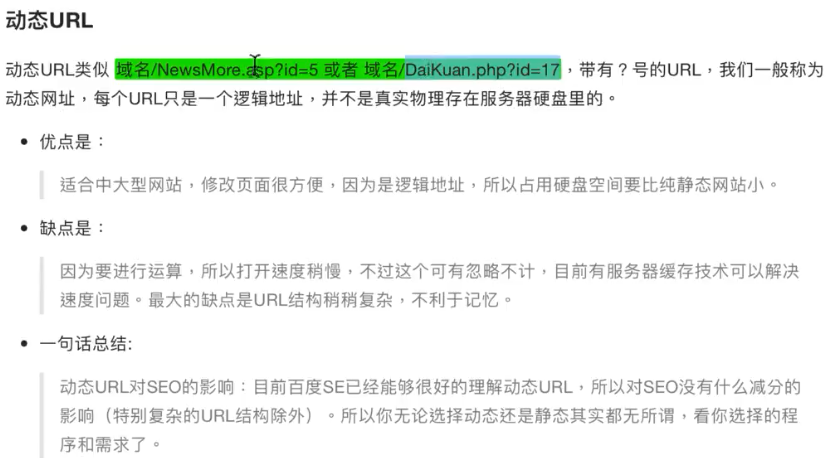 动态URL
动态URL类似 域名/NewsMore.asp?id=5 或者 域名/DaiKuan.php?id=17，带有？号的URL，我们一般称为
动态网址，每个URL只是一个逻辑地址，并不是真实物理存在服务器硬盘里的。
• 优点是：
适合中大型网站，修改页面很方便，因为是逻辑地址，所以占用硬盘空间要比纯静态网站小。
• 缺点是：
因为要进行运算，所以打开速度稍慢，不过这个可有忽略不计，目前有服务器缓存技术可以解决
速度问题。最大的缺点是URL结构稍稍复杂，不利于记忆。
• 一句话总结:
动态URL对SEO的影响：目前百度SE已经能够很好的理解动态URL，所以对SEO没有什么减分的
影响（特别复杂的URL结构除外）。所以你无论选择动态还是静态其实都无所谓，看你选择的程
序和需求了。